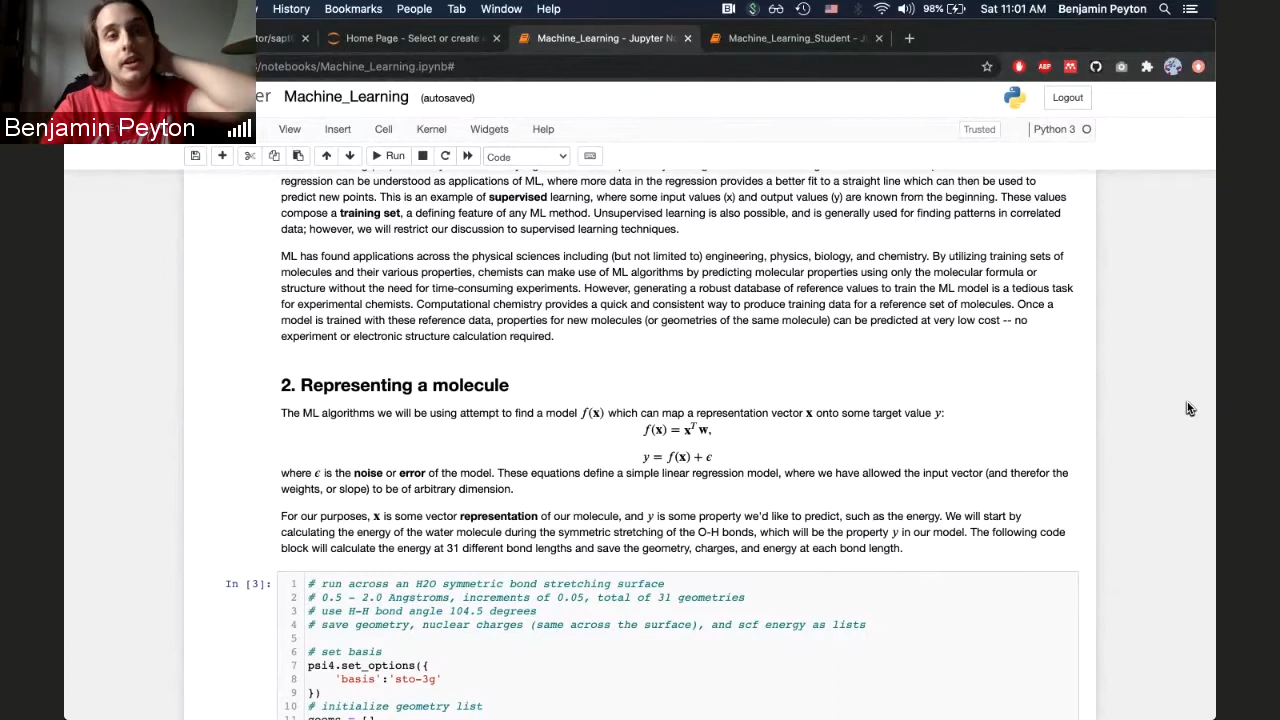 History Bookmarks People Tab Window Help 98% Sat 11:01 AM Benjamin Peyton
tor/sapt Home Page - Select or create Machine_Learning - Jupyter N Machine_Learning_Student - J
/notebooks/Machine_Learning.ipynb# ABP
er Machine_Learning (autosaved) Logout
Benjamin Peyton
View Insert Cell Kernel Widgets Help Trusted Python 3
Run Code
regression can be understood as applications of ML, where more data in the regression provides a better fit to a straight line which can then be used to
predict new points. This is an example of supervised learning, where some input values (x) and output values (y) are known from the beginning. These values
compose a training set, a defining feature of any ML method. Unsupervised learning is also possible, and is generally used for finding patterns in correlated
data; however, we will restrict our discussion to supervised learning techniques.
ML has found applications across the physical sciences including (but not limited to) engineering, physics, biology, and chemistry. By utilizing training sets of
molecules and their various properties, chemists can make use of ML algorithms by predicting molecular properties using only the molecular formula or
structure without the need for time-consuming experiments. However, generating a robust database of reference values to train the ML model is a tedious task
for experimental chemists. Computational chemistry provides a quick and consistent way to produce training data for a reference set of molecules. Once a
model is trained with these reference data, properties for new molecules (or geometries of the same molecule) can be predicted at very low cost -- no
experiment or electronic structure calculation required.
2. Representing a molecule
The ML algorithms we will be using attempt to find a model f(x) which can map a representation vector x onto some target value y:
f(x) = x^T w,
y = f(x) + ϵ
where ϵ is the noise or error of the model. These equations define a simple linear regression model, where we have allowed the input vector (and therefor the
weights, or slope) to be of arbitrary dimension.
For our purposes, x is some vector representation of our molecule, and y is some property we'd like to predict, such as the energy. We will start by
calculating the energy of the water molecule during the symmetric stretching of the O-H bonds, which will be the property y in our model. The following code
block will calculate the energy at 31 different bond lengths and save the geometry, charges, and energy at each bond length.
In [3]: 1 # run across an H2O symmetric bond stretching surface
2 # 0.5 - 2.0 Angstroms, increments of 0.05, total of 31 geometries
3 # use H-H bond angle 104.5 degrees
4 # save geometry, nuclear charges (same across the surface), and scf energy as lists
5
6 # set basis
7 psi4.set_options({
8 'basis':'sto-3g'
9 })
10 # initialize geometry list
11 geoms = []